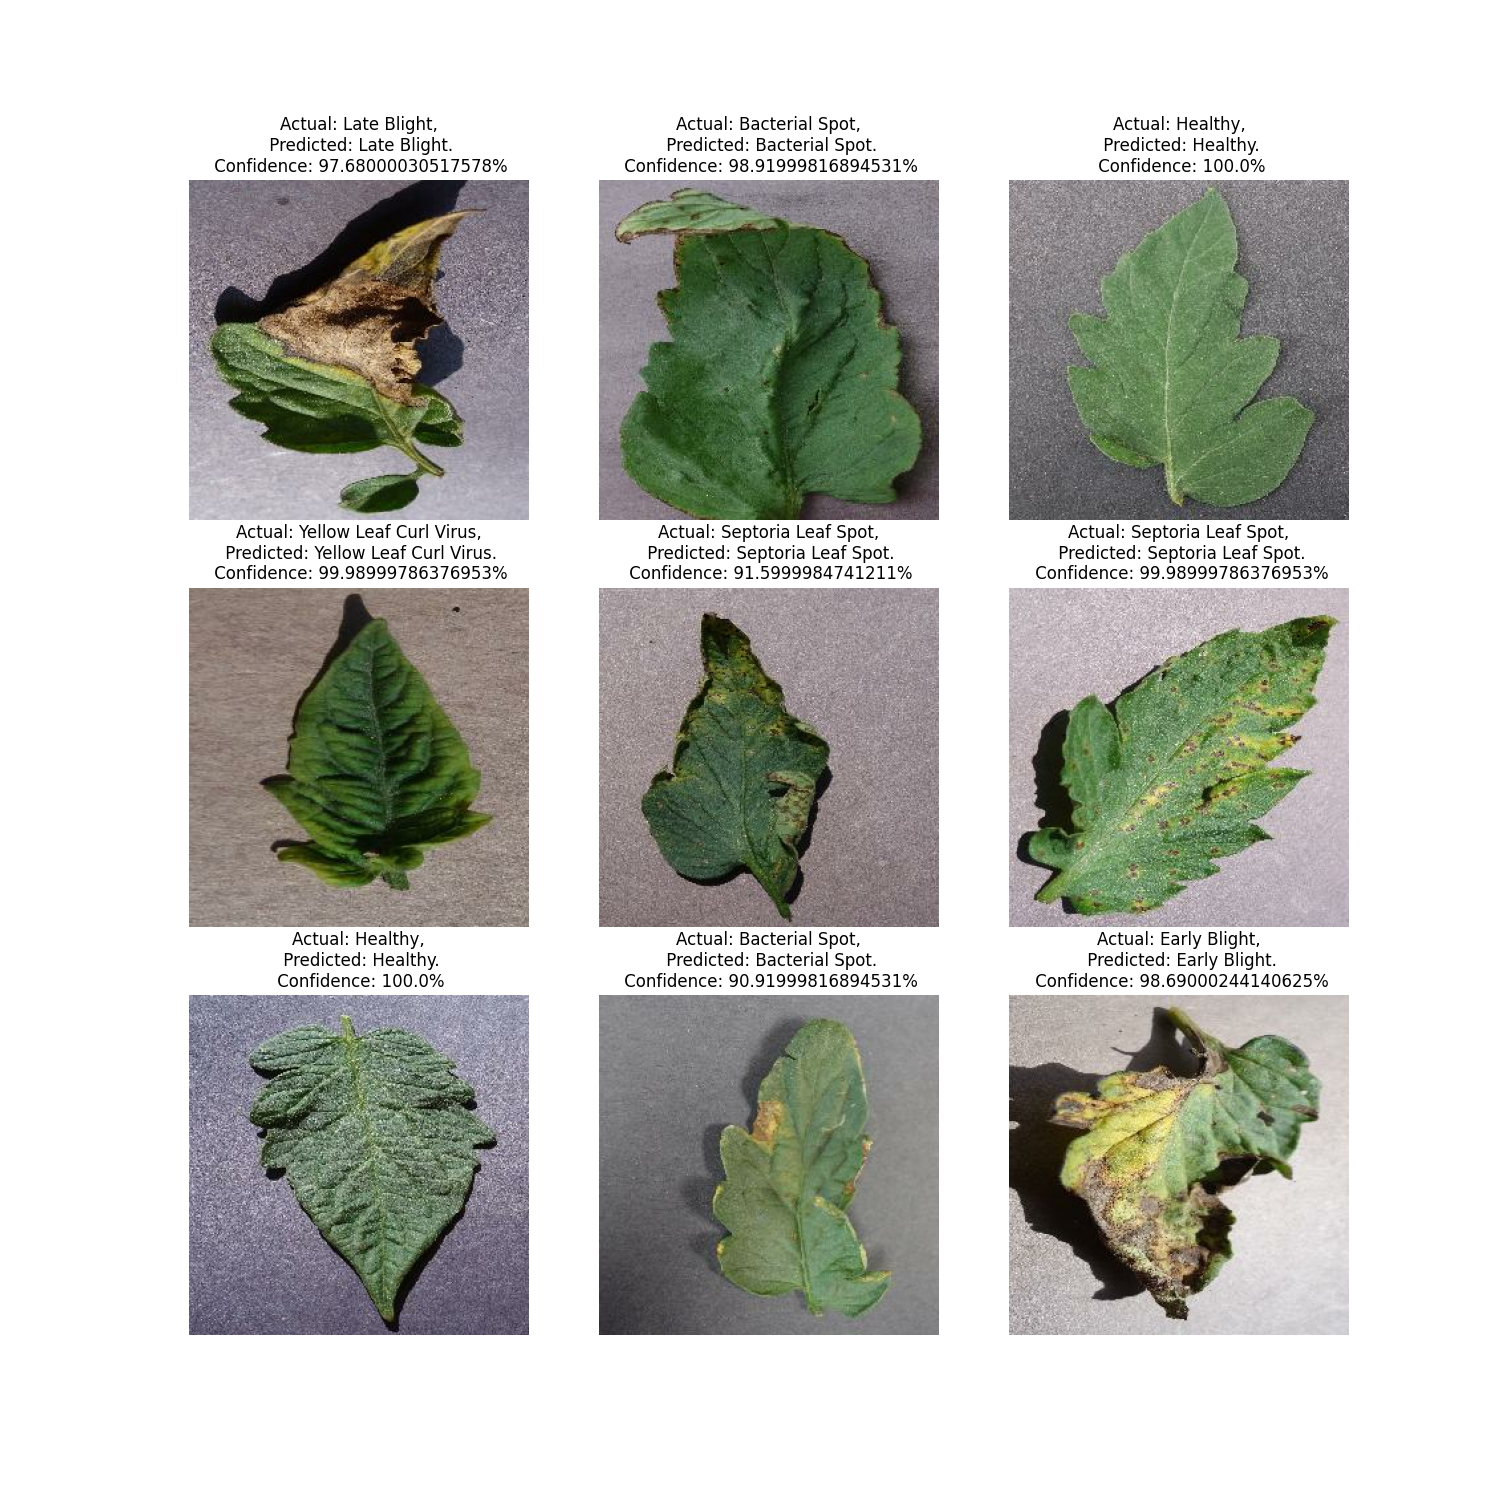 Actual: Late Blight,
Predicted: Late Blight.
Confidence: 97.68000030517578%
Actual: Bacterial Spot,
Predicted: Bacterial Spot.
Confidence: 98.91999816894531%
Actual: Healthy,
Predicted: Healthy.
Confidence: 100.0%
Actual: Yellow Leaf Curl Virus,
Predicted: Yellow Leaf Curl Virus.
Confidence: 99.98999786376953%
Actual: Septoria Leaf Spot,
Predicted: Septoria Leaf Spot.
Confidence: 91.5999984741211%
Actual: Septoria Leaf Spot,
Predicted: Septoria Leaf Spot.
Confidence: 99.98999786376953%
Actual: Healthy,
Predicted: Healthy.
Confidence: 100.0%
Actual: Bacterial Spot,
Predicted: Bacterial Spot.
Confidence: 90.91999816894531%
Actual: Early Blight,
Predicted: Early Blight.
Confidence: 98.69000244140625%